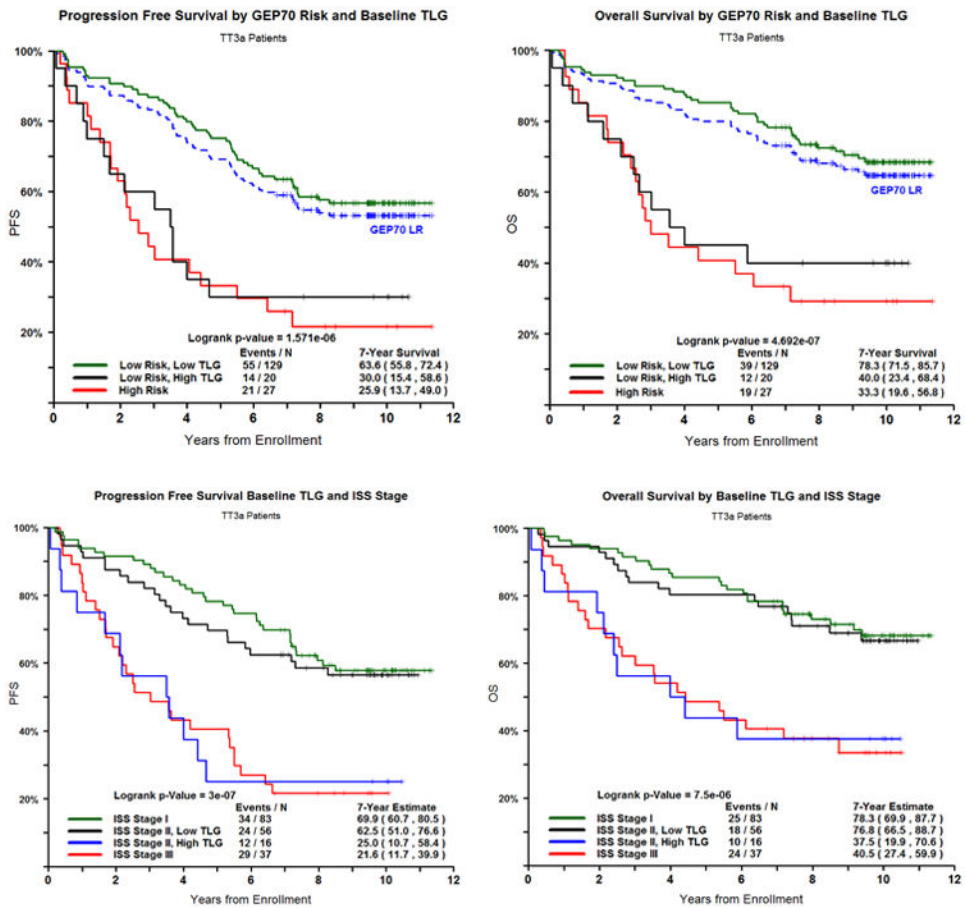 Progression Free Survival by GEP70 Risk and Baseline TLG
TT3a Patients
100%
80%
60%
40%
20%
PFS
GEP70 LR
Logrank p-value = 1.571e-06
Events / N 7-Year Survival
Low Risk, Low TLG 55 / 129 63.6 ( 55.8 , 72.4 )
Low Risk, High TLG 14 / 20 30.0 ( 15.4 , 58.6 )
High Risk 21 / 27 25.9 ( 13.7 , 49.0 )
0 2 4 6 8 10 12
Years from Enrollment
Overall Survival by GEP70 Risk and Baseline TLG
TT3a Patients
100%
80%
60%
40%
20%
OS
GEP70 LR
Logrank p-value = 4.692e-07
Events / N 7-Year Survival
Low Risk, Low TLG 39 / 129 78.3 ( 71.5 , 85.7 )
Low Risk, High TLG 12 / 20 40.0 ( 23.4 , 68.4 )
High Risk 19 / 27 33.3 ( 19.6 , 56.8 )
0 2 4 6 8 10 12
Years from Enrollment
Progression Free Survival Baseline TLG and ISS Stage
TT3a Patients
100%
80%
60%
40%
20%
PFS
Logrank p-Value = 3e-07
Events / N 7-Year Estimate
ISS Stage I 34 / 83 69.9 ( 60.7 , 80.5 )
ISS Stage II, Low TLG 24 / 56 62.5 ( 51.0 , 76.6 )
ISS Stage II, High TLG 12 / 16 25.0 ( 10.7 , 58.4 )
ISS Stage III 29 / 37 21.6 ( 11.7 , 39.9 )
0 2 4 6 8 10 12
Years from Enrollment
Overall Survival by Baseline TLG and ISS Stage
TT3a Patients
100%
80%
60%
40%
20%
OS
Logrank p-Value = 7.5e-06
Events / N 7-Year Estimate
ISS Stage I 25 / 83 78.3 ( 69.9 , 87.7 )
ISS Stage II, Low TLG 18 / 56 76.8 ( 66.5 , 88.7 )
ISS Stage II, High TLG 10 / 16 37.5 ( 19.9 , 70.6 )
ISS Stage III 24 / 37 40.5 ( 27.4 , 59.9 )
0 2 4 6 8 10 12
Years from Enrollment